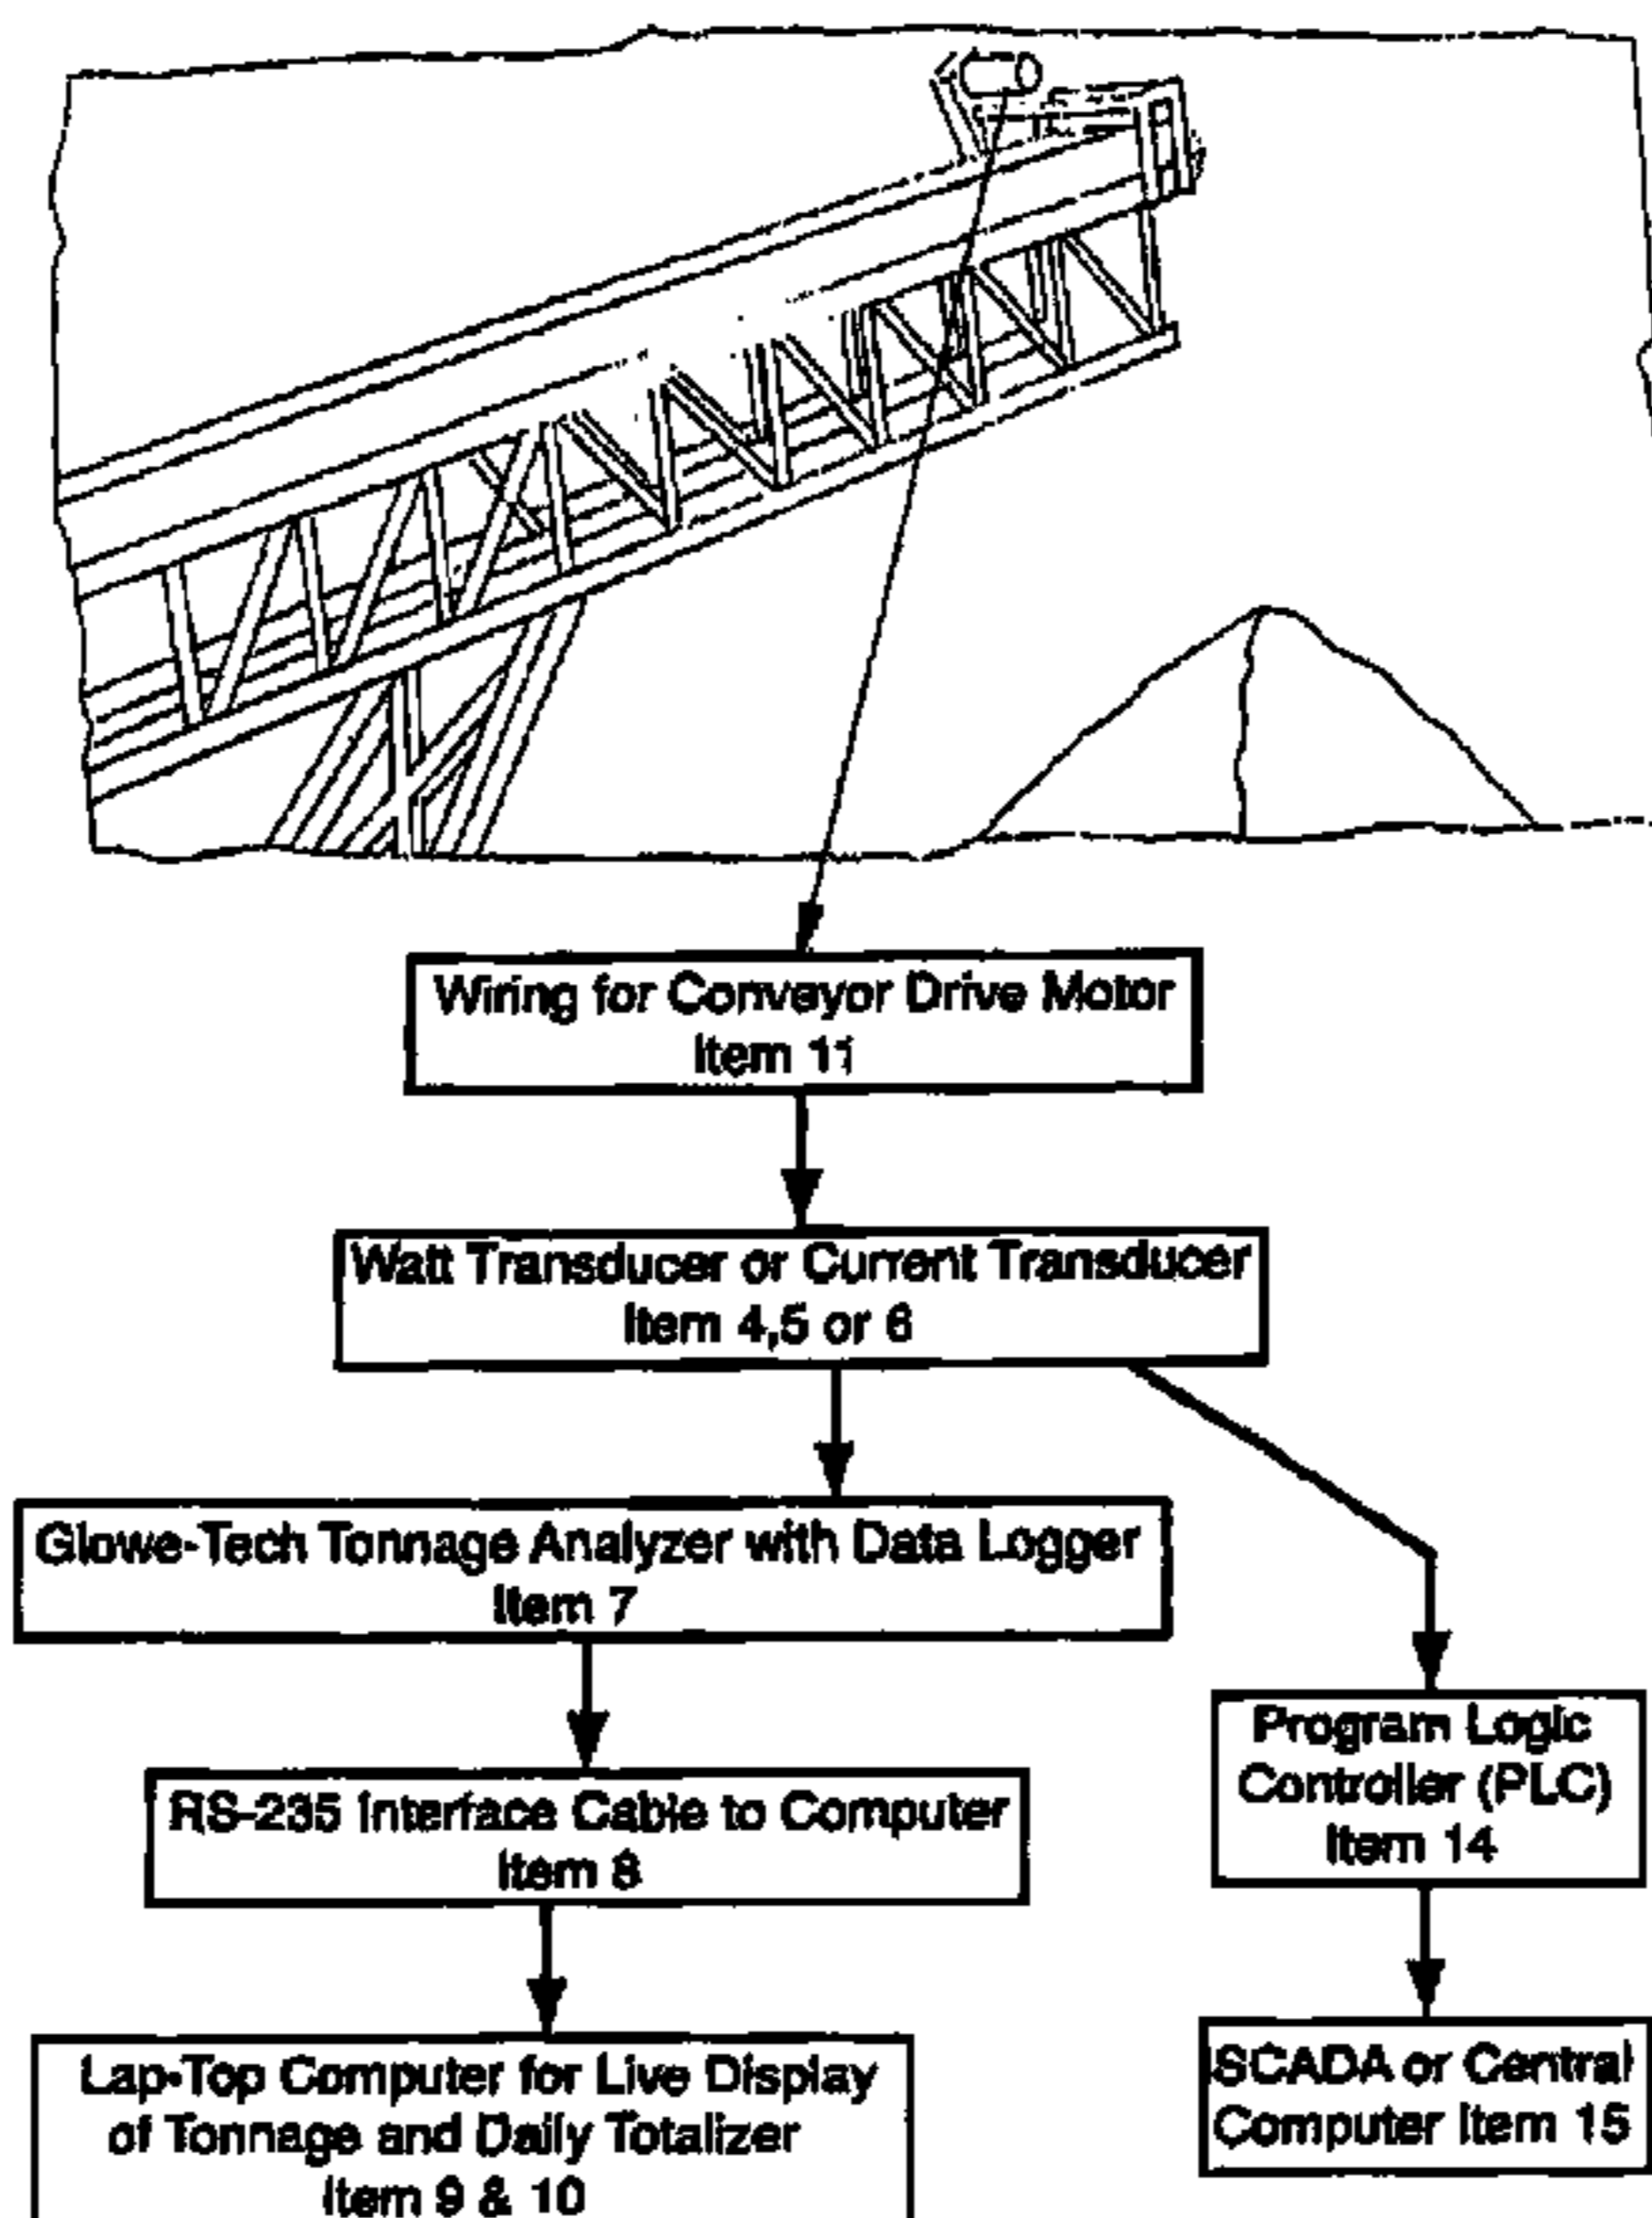 Wiring for Conveyor Drive Motor
Item 11
Watt Transducer or Current Transducer
Item 4,5 or 6
Glowe-Tech Tonnage Analyzer with Data Logger
Item 7
RS-235 Interface Cable to Computer
Item 8
Lap-Top Computer for Live Display
of Tonnage and Daily Totalizer
Item 9 & 10
Program Logic
Controller (PLC)
Item 14
SCADA or Central
Computer Item 15